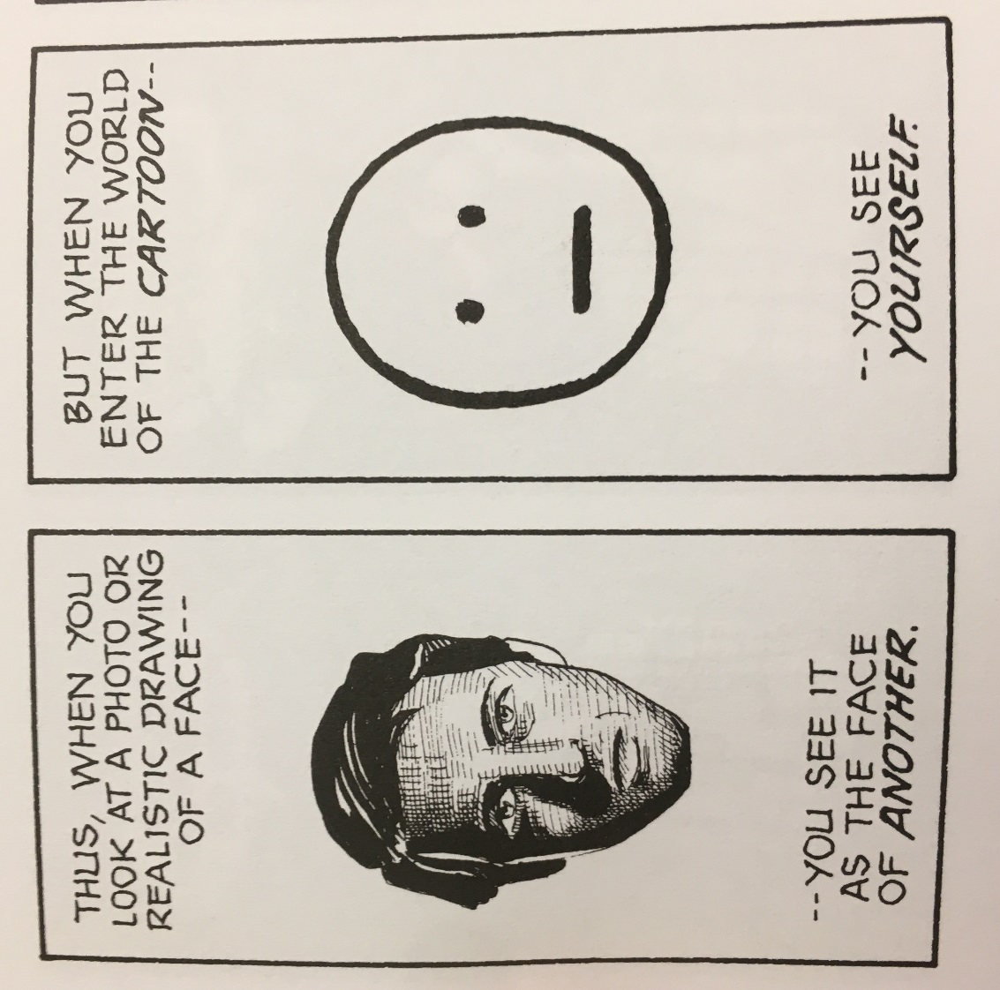 THUS, WHEN YOU
LOOK AT A PHOTO OR
REALISTIC DRAWING
OF A FACE--
--YOU SEE IT
AS THE FACE
OF ANOTHER.
BUT WHEN YOU
ENTER THE WORLD
OF THE CARTOON--
--YOU SEE
YOURSELF.